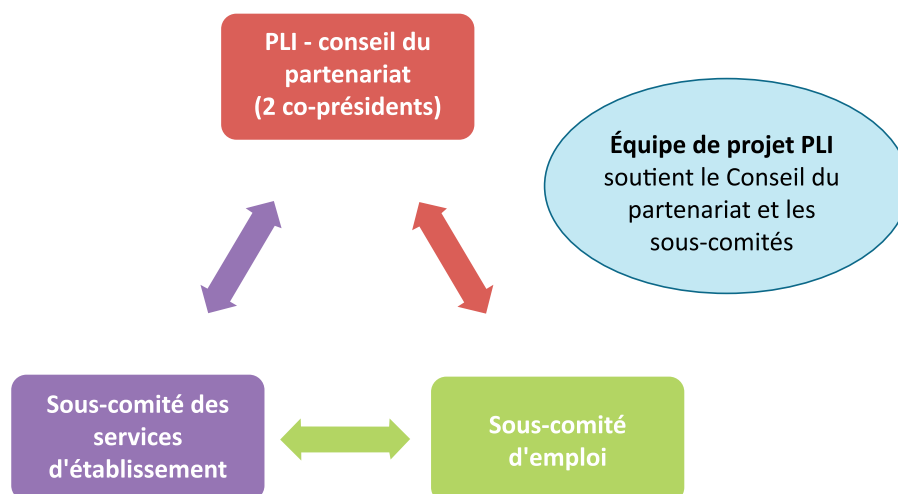 PLI - conseil du
partenariat
(2 co-présidents)
Équipe de projet PLI
soutient le Conseil du
partenariat et les
sous-comités
Sous-comité des
services
d'établissement
Sous-comité
d'emploi